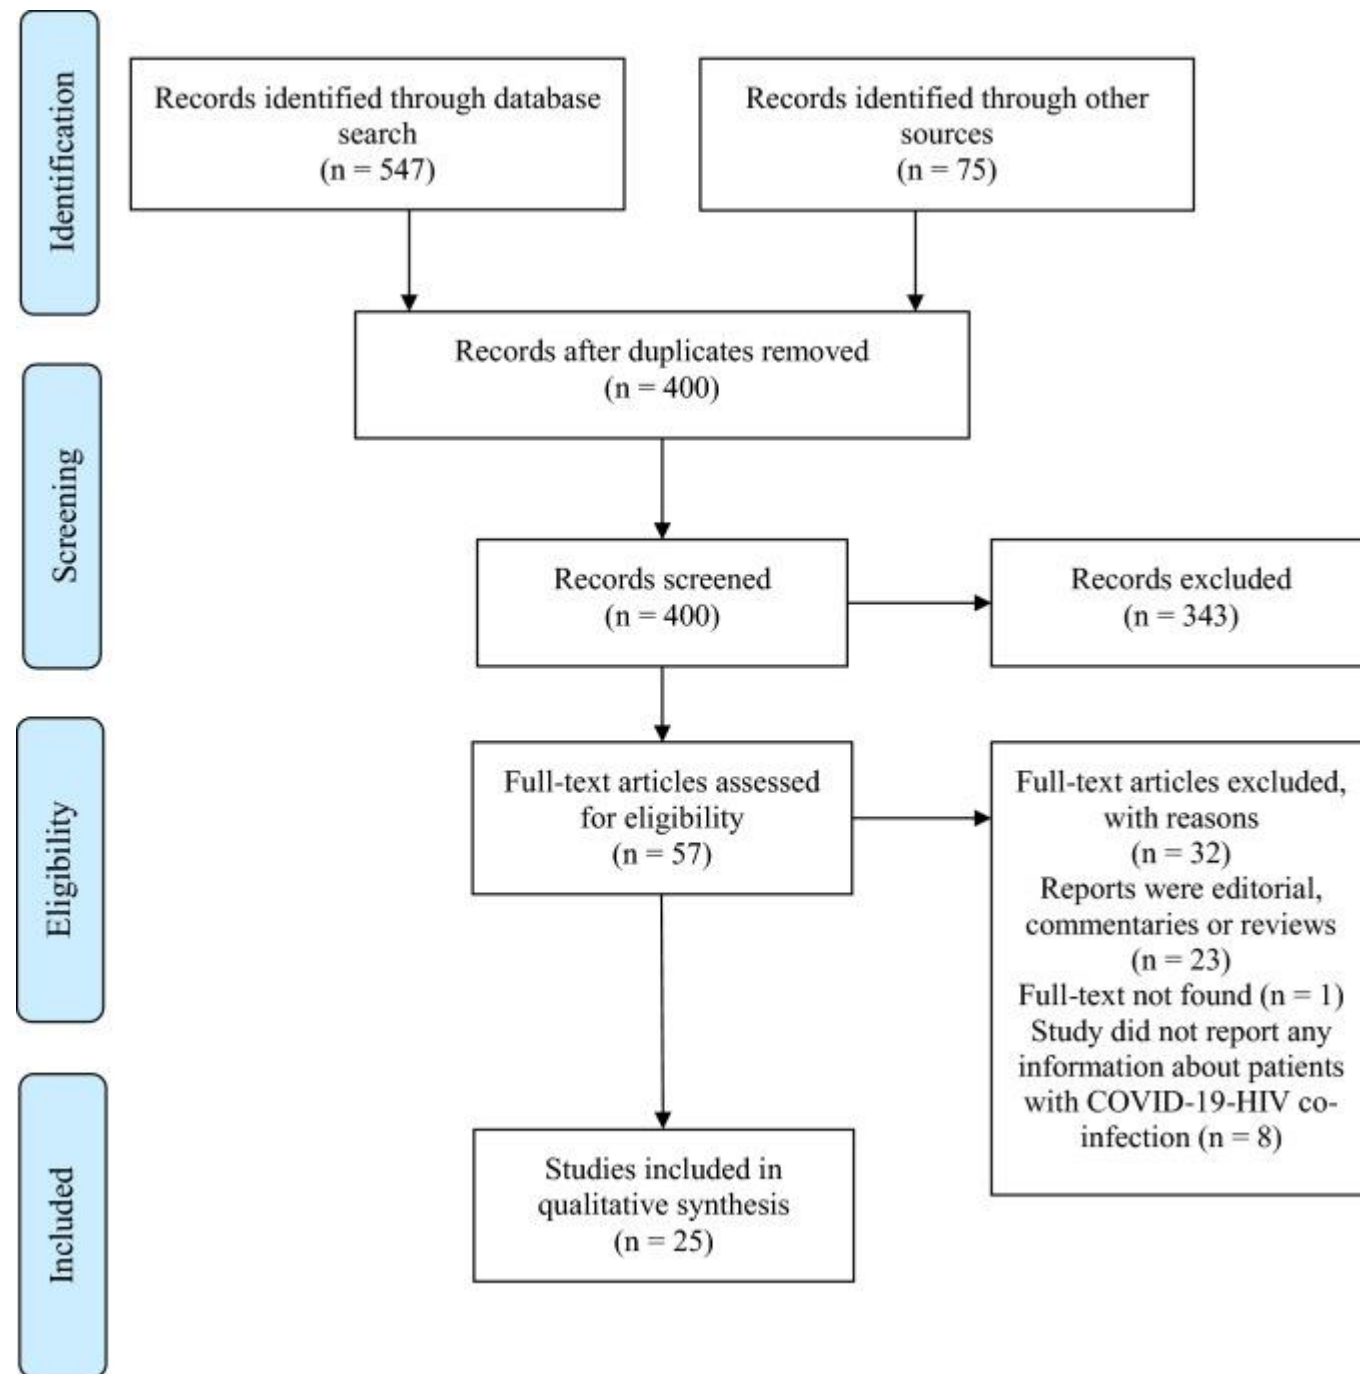 Identification
Records identified through database
search
(n = 547)
Records identified through other
sources
(n = 75)
Records after duplicates removed
(n = 400)
Screening
Records screened
(n = 400)
Records excluded
(n = 343)
Eligibility
Full-text articles assessed
for eligibility
(n = 57)
Full-text articles excluded,
with reasons
(n = 32)
Reports were editorial,
commentaries or reviews
(n = 23)
Full-text not found (n = 1)
Study did not report any
information about patients
with COVID-19-HIV co-
infection (n = 8)
Included
Studies included in
qualitative synthesis
(n = 25)